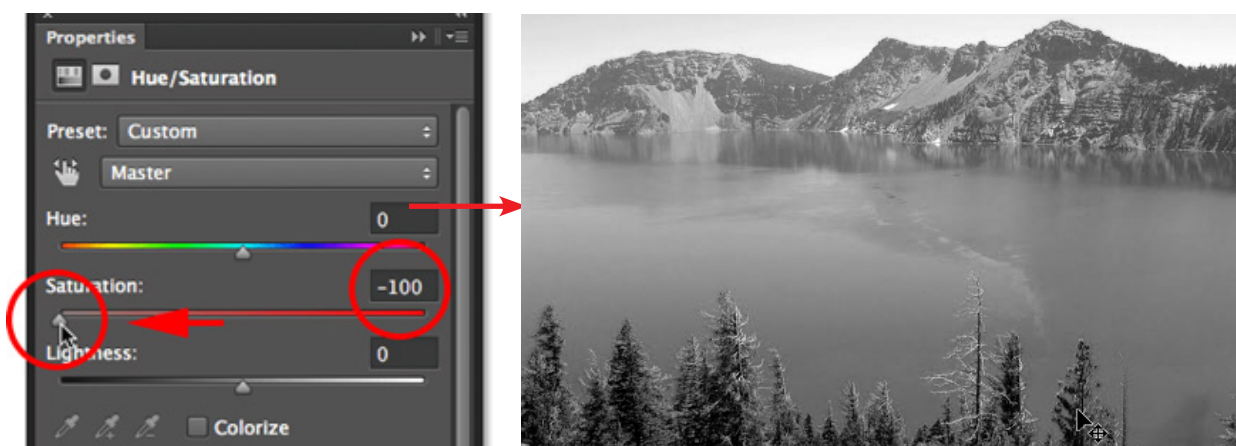 Properties
Hue/Saturation
Preset: Custom
Master
Hue: 0
Saturation: -100
Lightness: 0
Colorize